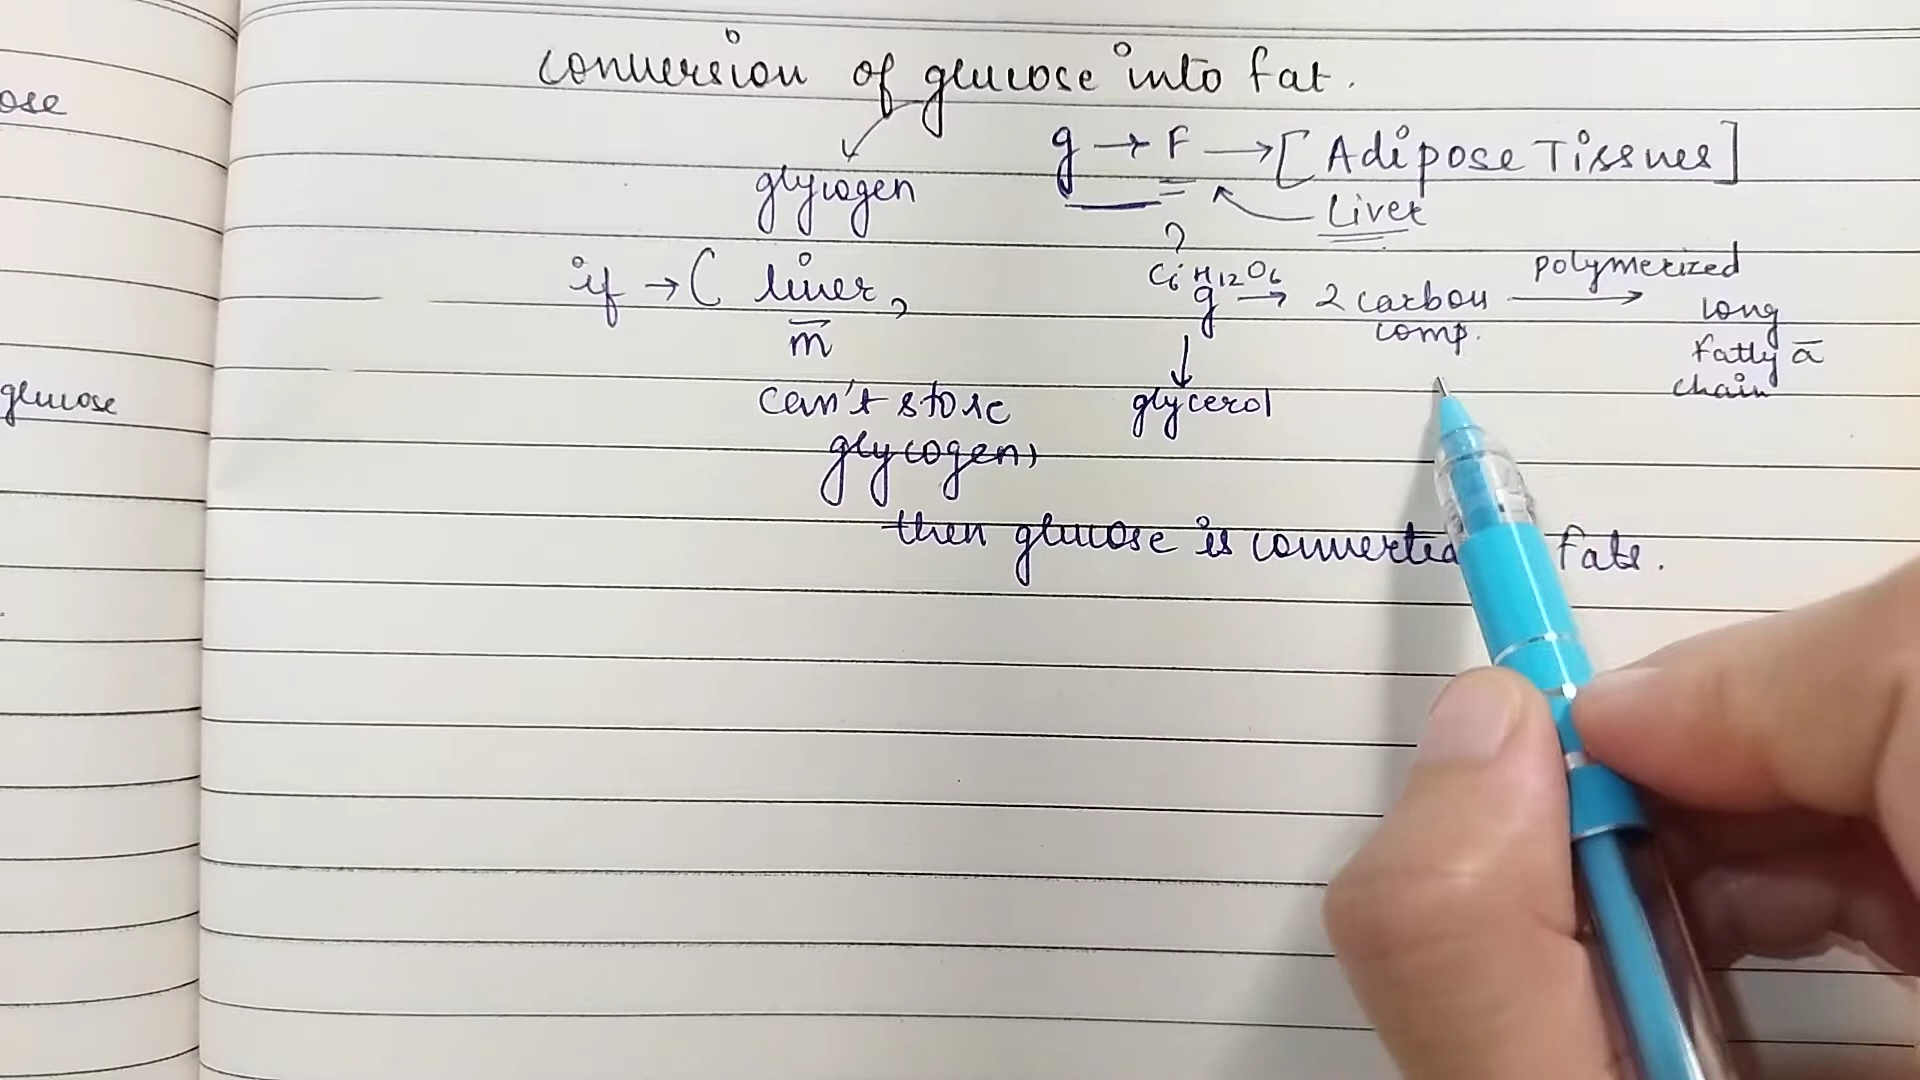 conversion of glucose into fat.
ose
g → F → [Adipose Tissues]
glycogen
Liver
?
if → ( liver,
m̅
C6H12O6
g → 2 carbon comp.
polymerized
long
fatty a̅
chain
glucose
can't store
glycogen,
glycerol
then glucose is converted
fats.